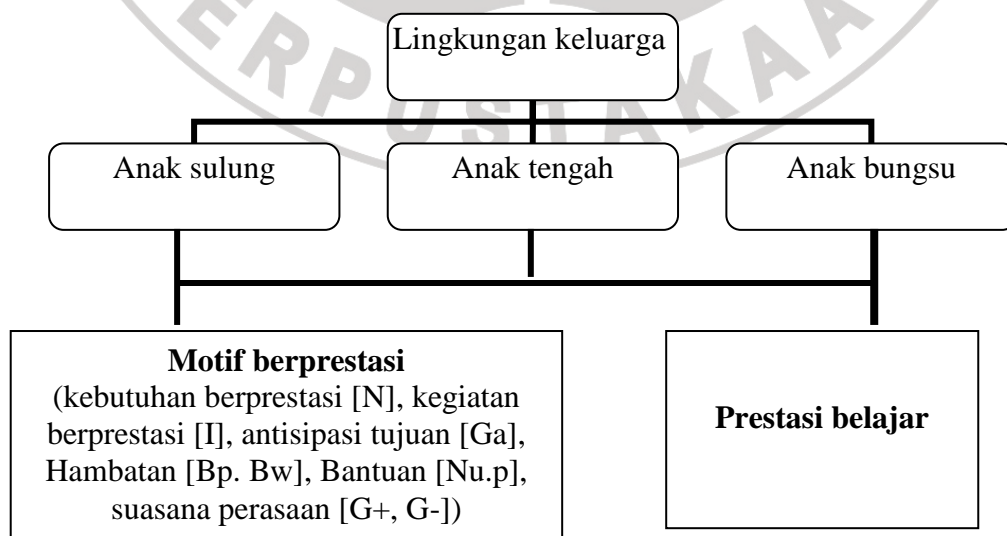 ERPUSTAKAA
Lingkungan keluarga
Anak sulung
Anak tengah
Anak bungsu
Motif berprestasi
(kebutuhan berprestasi [N], kegiatan
berprestasi [I], antisipasi tujuan [Ga],
Hambatan [Bp. Bw], Bantuan [Nu.p],
suasana perasaan [G+, G-])
Prestasi belajar